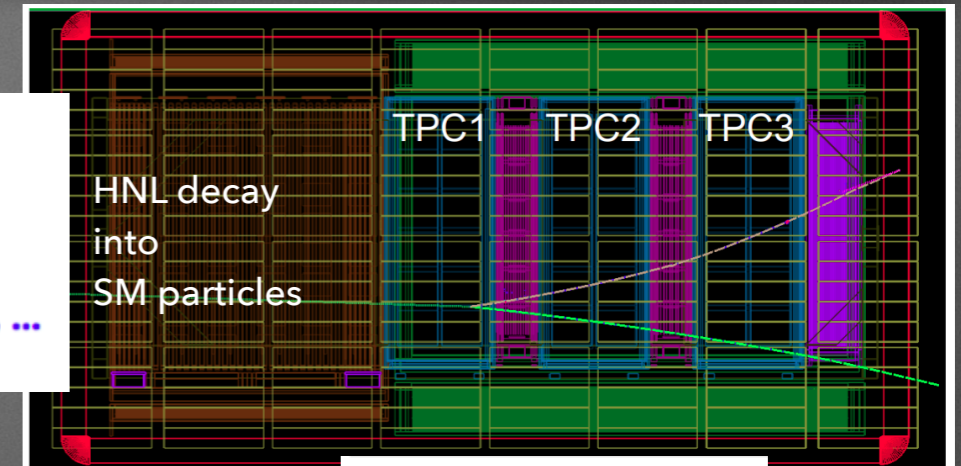 TPC1 TPC2 TPC3
HNL decay
into
SM particles
...